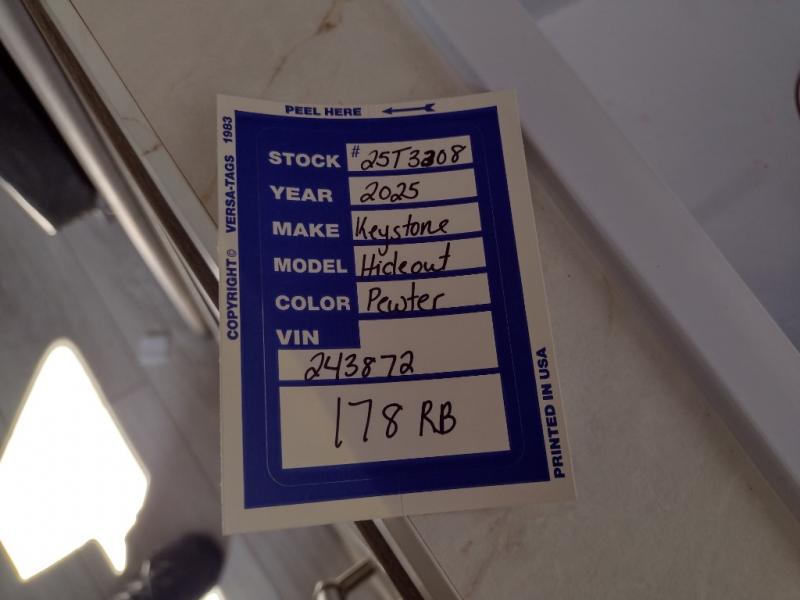 PEEL HERE
COPYRIGHT© VERSA-TAGS 1983
STOCK #25T3208
YEAR 2025
MAKE Keystone
MODEL Hideout
COLOR Pewter
VIN
243872
178 RB
PRINTED IN USA